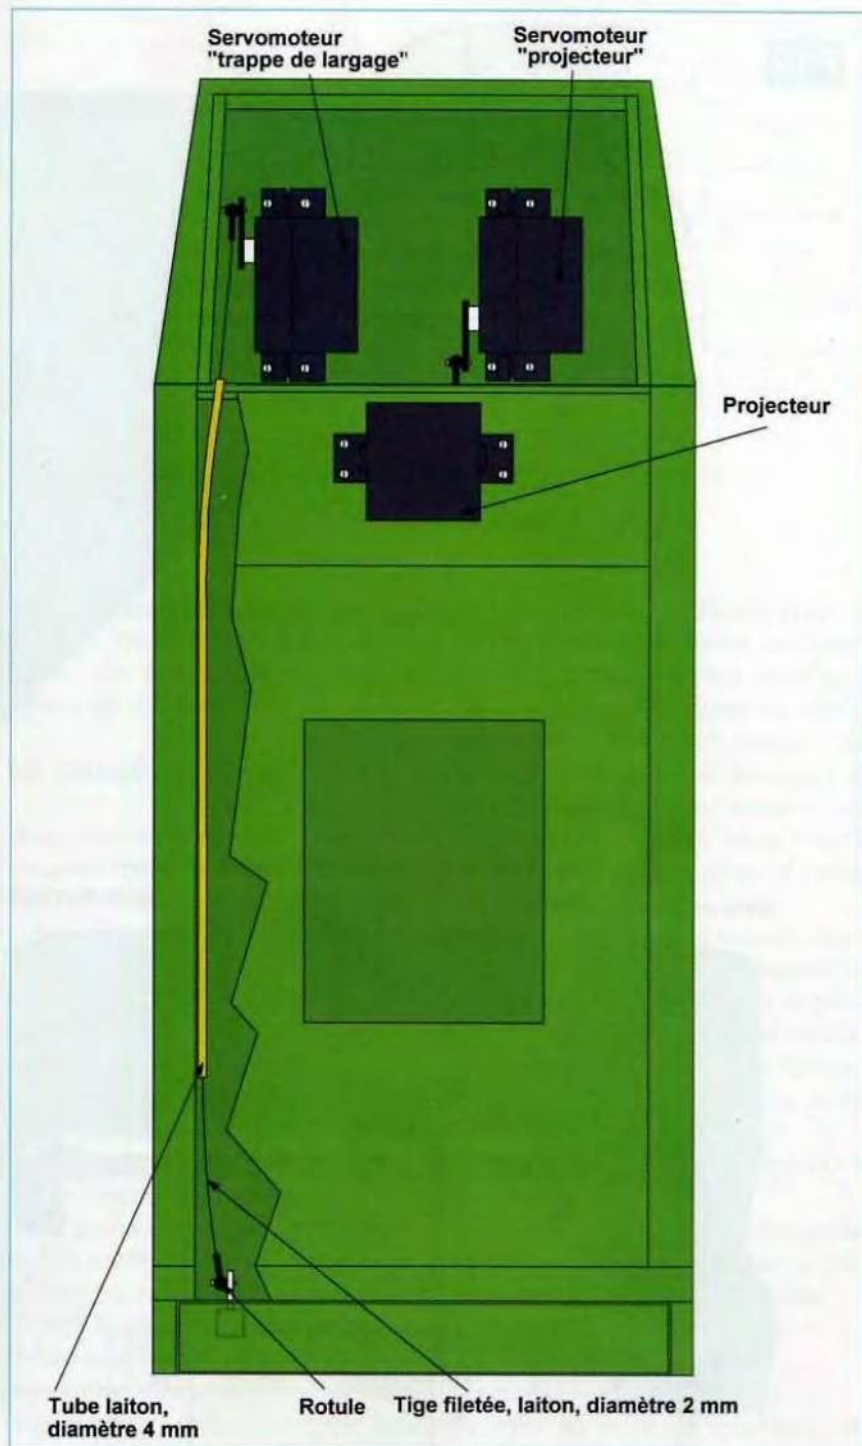 Servomoteur
"trappe de largage"
Servomoteur
"projecteur"
Projecteur
Tube laiton,
diamètre 4 mm
Rotule
Tige filetée, laiton, diamètre 2 mm